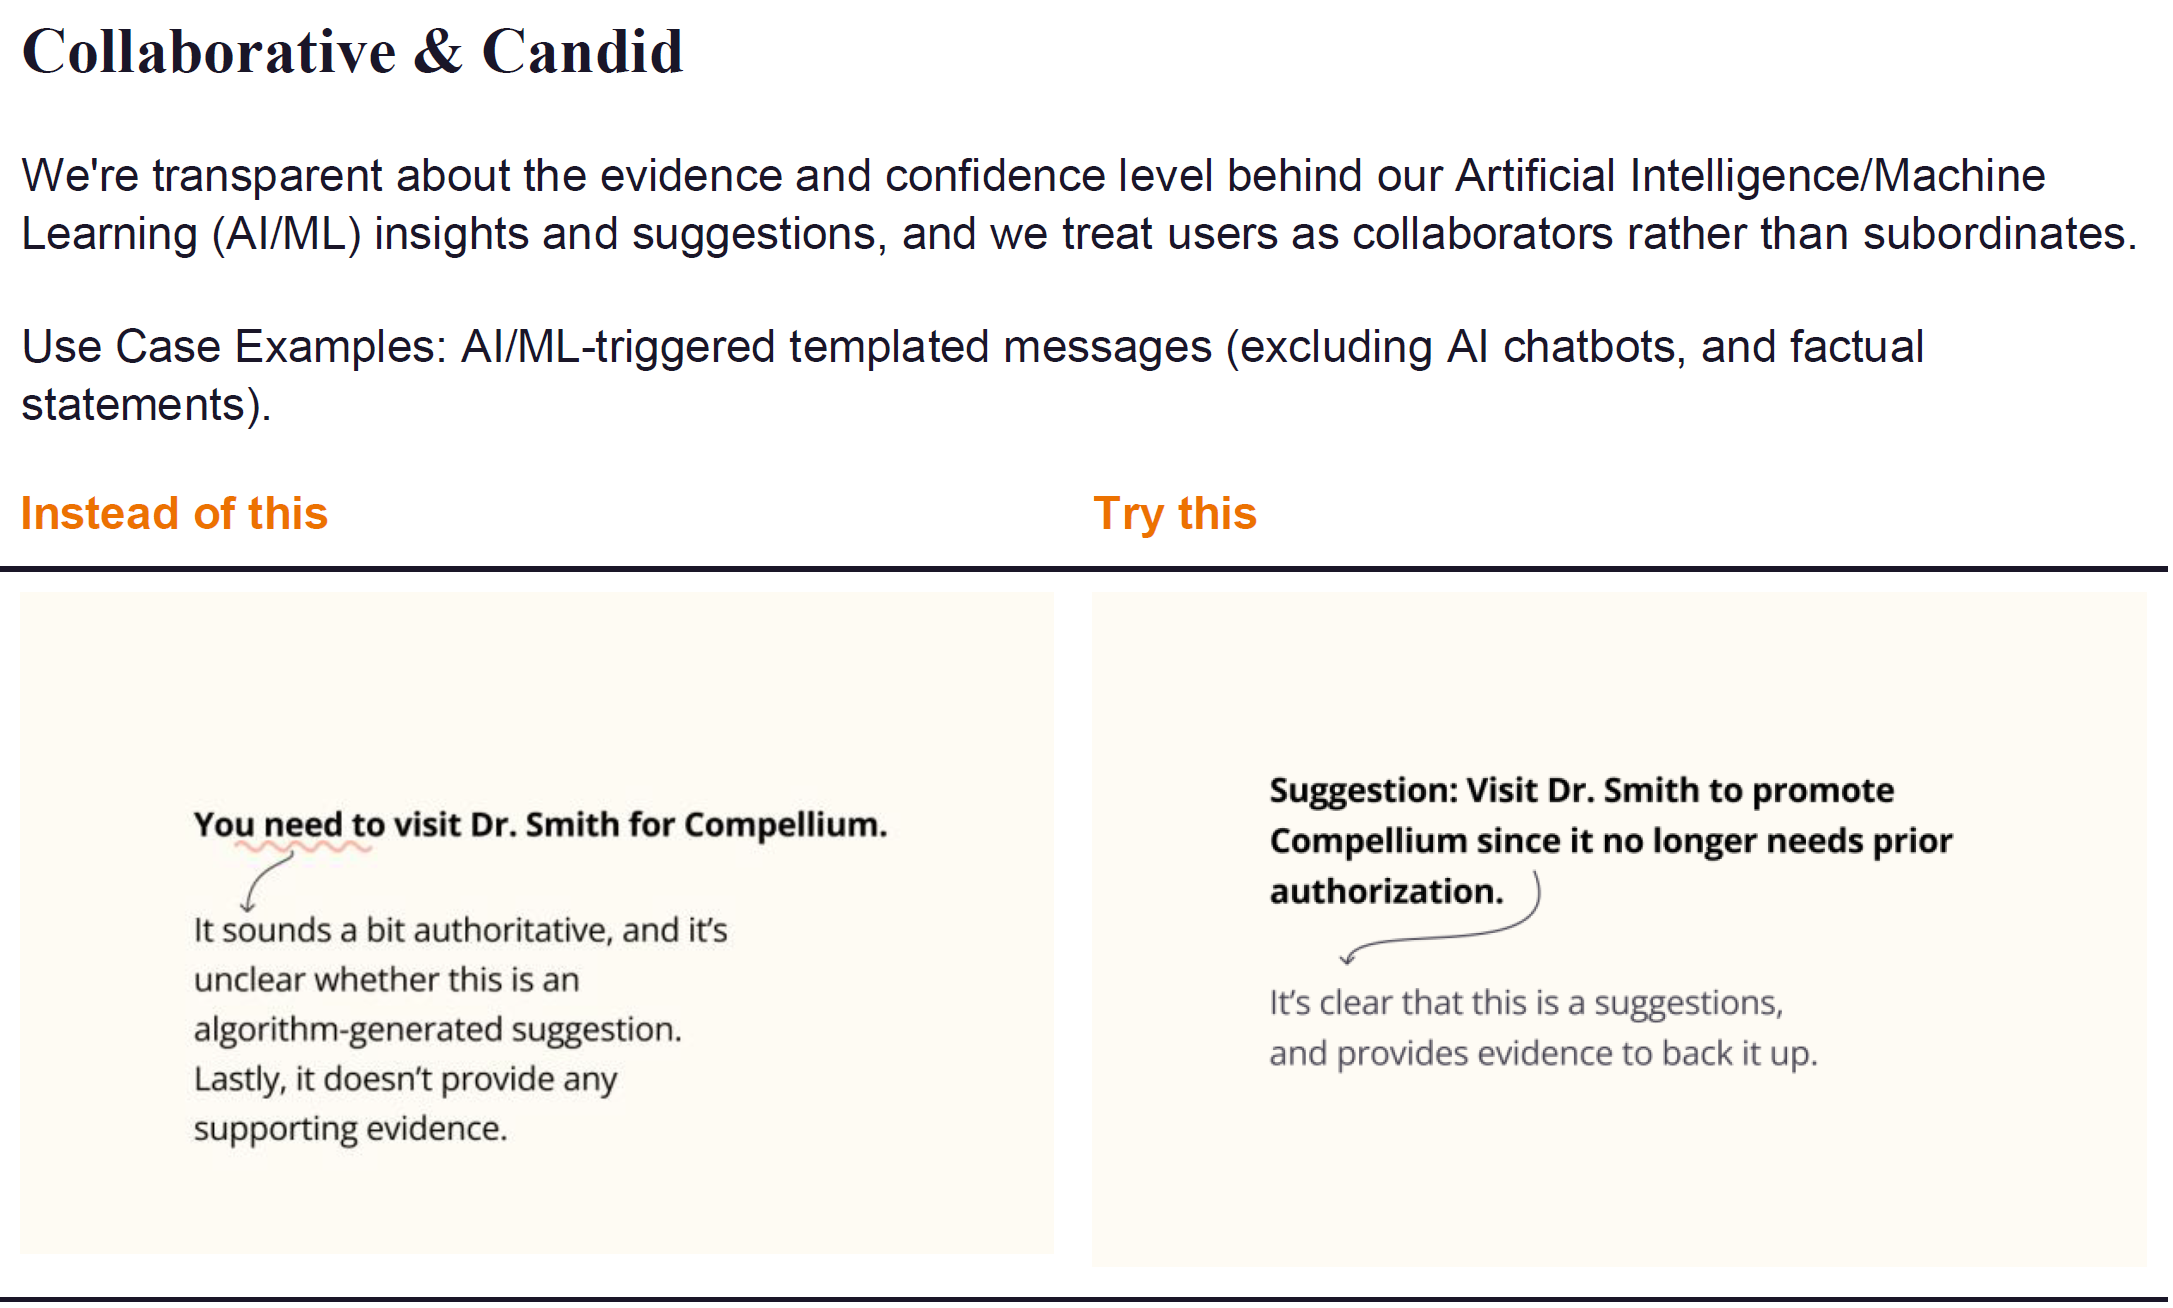 Collaborative & Candid
We're transparent about the evidence and confidence level behind our Artificial Intelligence/Machine
Learning (AI/ML) insights and suggestions, and we treat users as collaborators rather than subordinates.
Use Case Examples: AI/ML-triggered templated messages (excluding AI chatbots, and factual
statements).
Instead of this
Try this
You need to visit Dr. Smith for Compellium.
It sounds a bit authoritative, and it's
unclear whether this is an
algorithm-generated suggestion.
Lastly, it doesn't provide any
supporting evidence.
Suggestion: Visit Dr. Smith to promote
Compellium since it no longer needs prior
authorization.
It's clear that this is a suggestions,
and provides evidence to back it up.